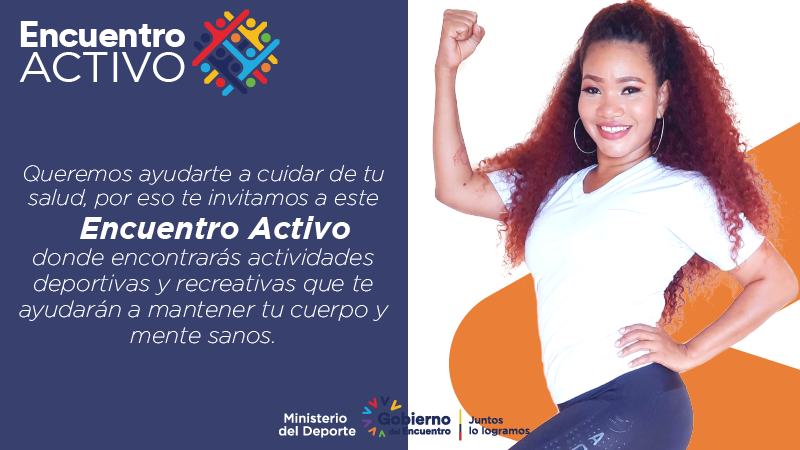 Encuentro
ACTIVO
Queremos ayudarte a cuidar de tu
salud, por eso te invitamos a este
Encuentro Activo
donde encontrarás actividades
deportivas y recreativas que te
ayudarán a mantener tu cuerpo y
mente sanos.
Ministerio
del Deporte
Gobierno
del Encuentro
Juntos
lo logramos